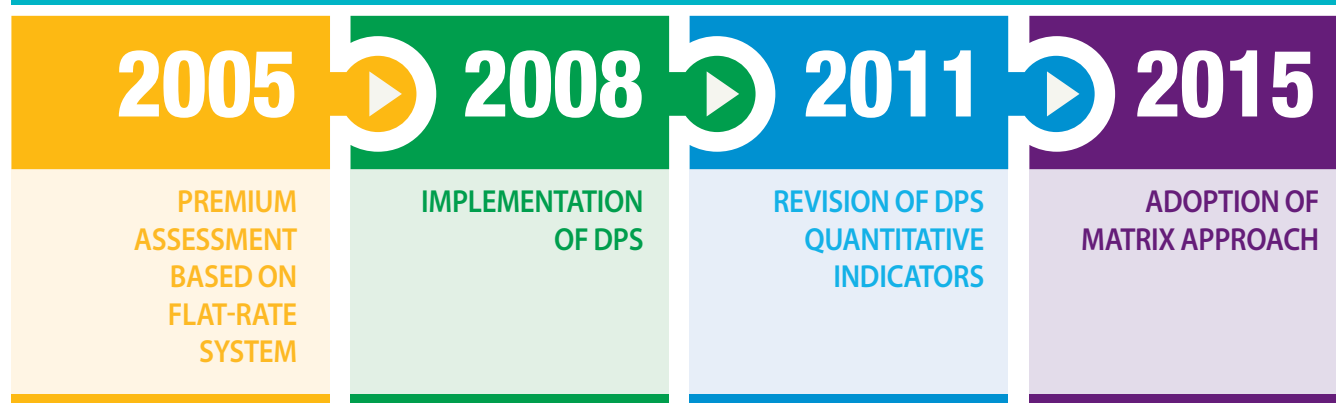 2005
PREMIUM
ASSESSMENT
BASED ON
FLAT-RATE
SYSTEM
2008
IMPLEMENTATION
OF DPS
2011
REVISION OF DPS
QUANTITATIVE
INDICATORS
2015
ADOPTION OF
MATRIX APPROACH